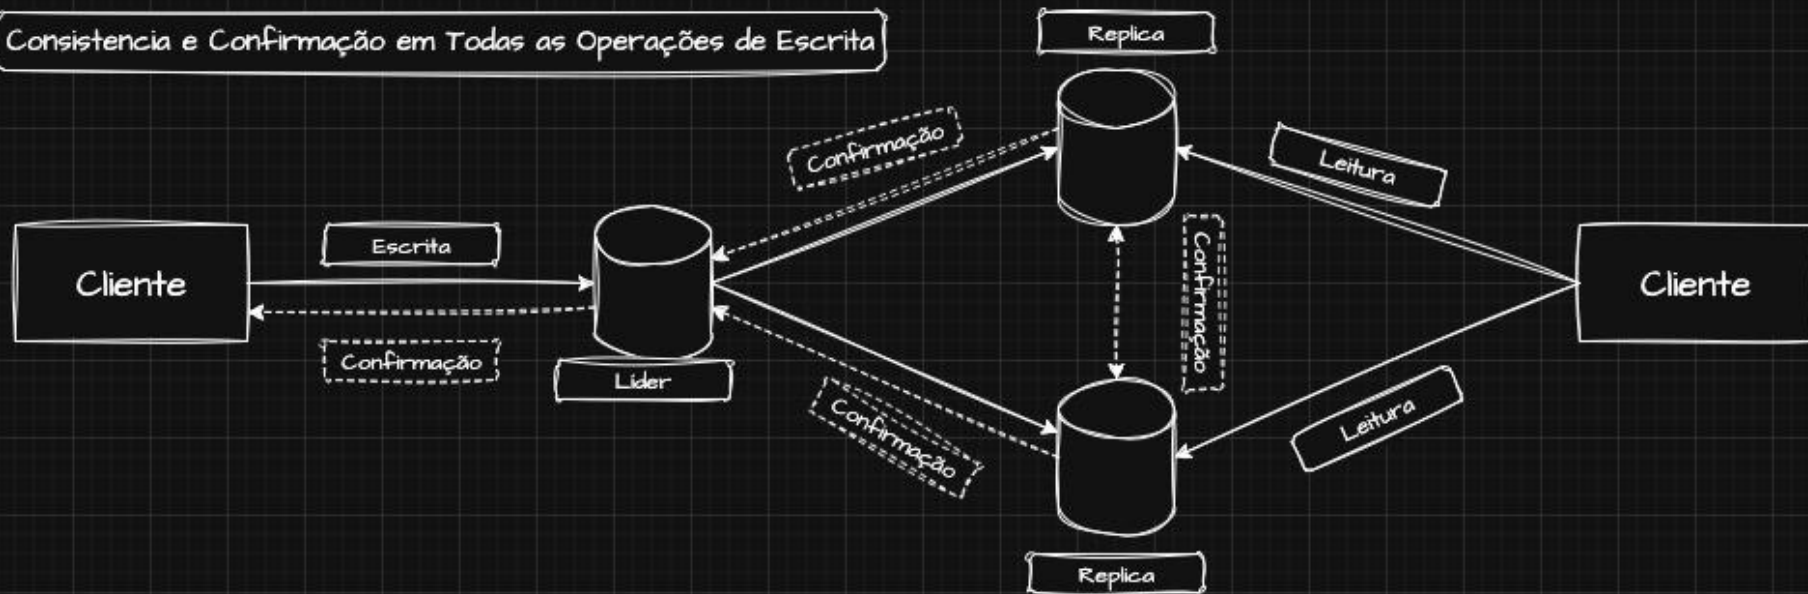 Consistencia e Confirmação em Todas as Operações de Escrita
Replica
Confirmação
Leitura
Escrita
Cliente
Confirmação
Cliente
Confirmação
Líder
Confirmação
Leitura
Replica